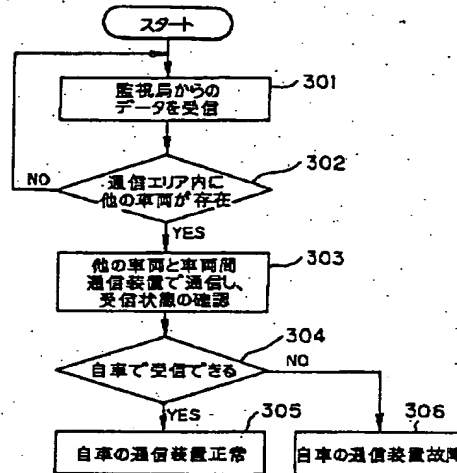 スタート
301
監視局からの
データを受信
302
通信エリア内に
他の車両が存在
NO
YES
303
他の車両と車両間
通信装置で通信し、
受信状態の確認
304
自車で受信できる
NO
YES
305
306
自車の通信装置正常
自車の通信装置故障